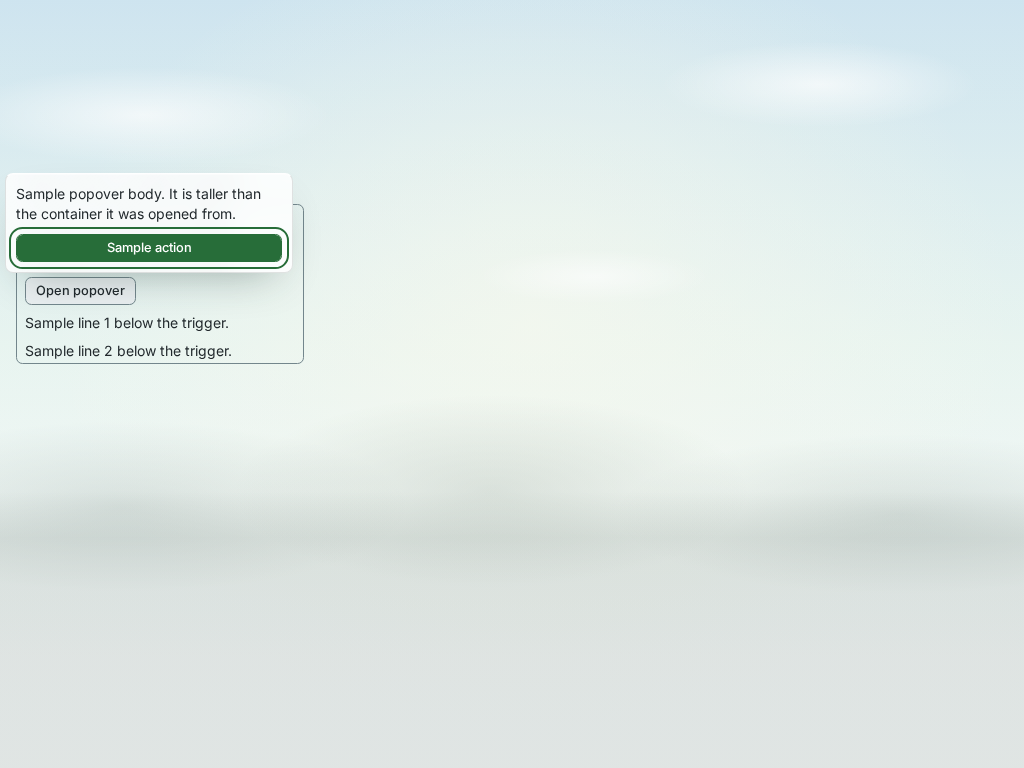 Sample popover body. It is taller than
the container it was opened from.
Sample action
Open popover
Sample line 1 below the trigger.
Sample line 2 below the trigger.